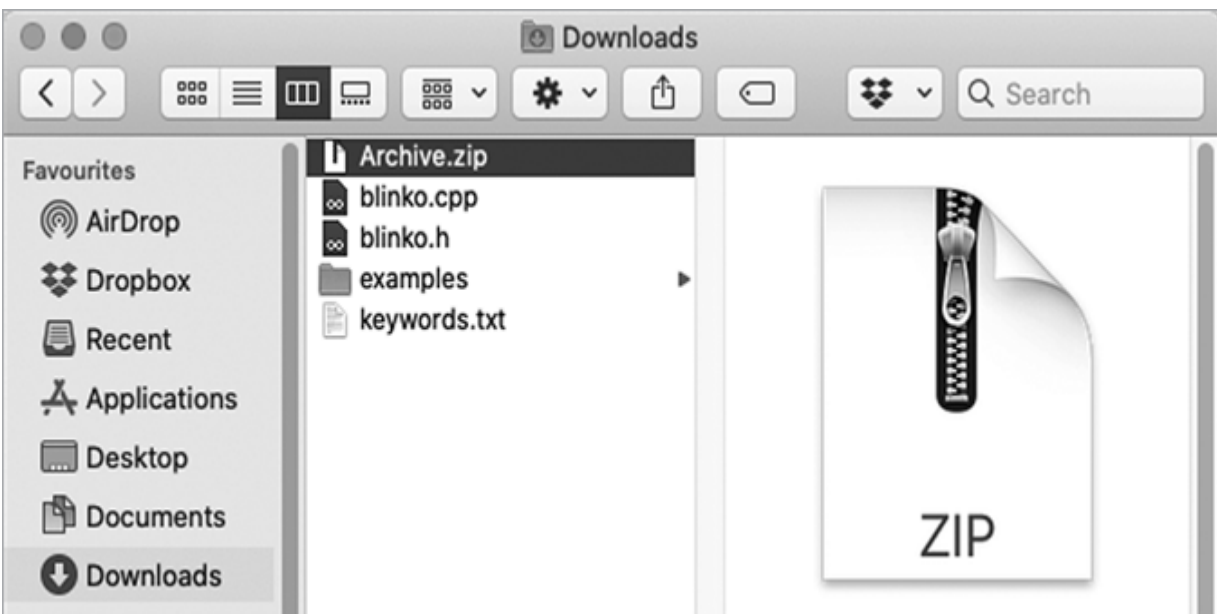 Downloads
Search
Favourites
AirDrop
Dropbox
Recent
Applications
Desktop
Documents
Downloads
Archive.zip
blinko.cpp
blinko.h
examples
keywords.txt
ZIP